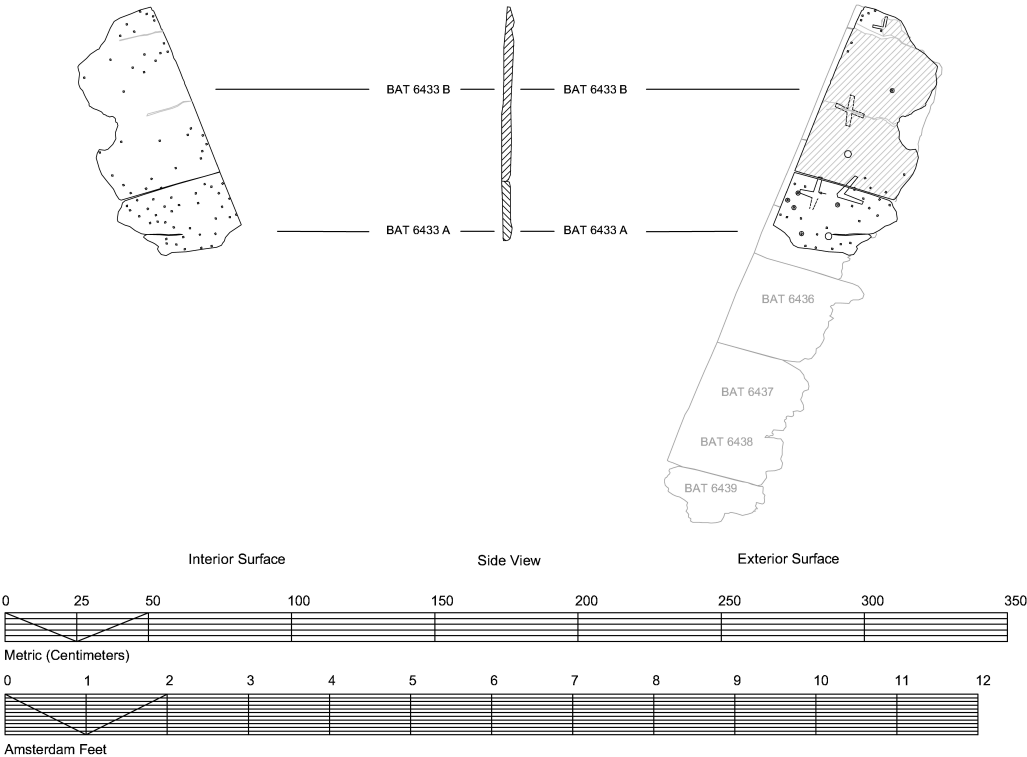 BAT 6433 B BAT 6433 B
BAT 6433 A BAT 6433 A
BAT 6436
BAT 6437
BAT 6438
BAT 6439
Interior Surface Side View Exterior Surface
0 25 50 100 150 200 250 300 350
Metric (Centimeters)
0 1 2 3 4 5 6 7 8 9 10 11 12
Amsterdam Feet